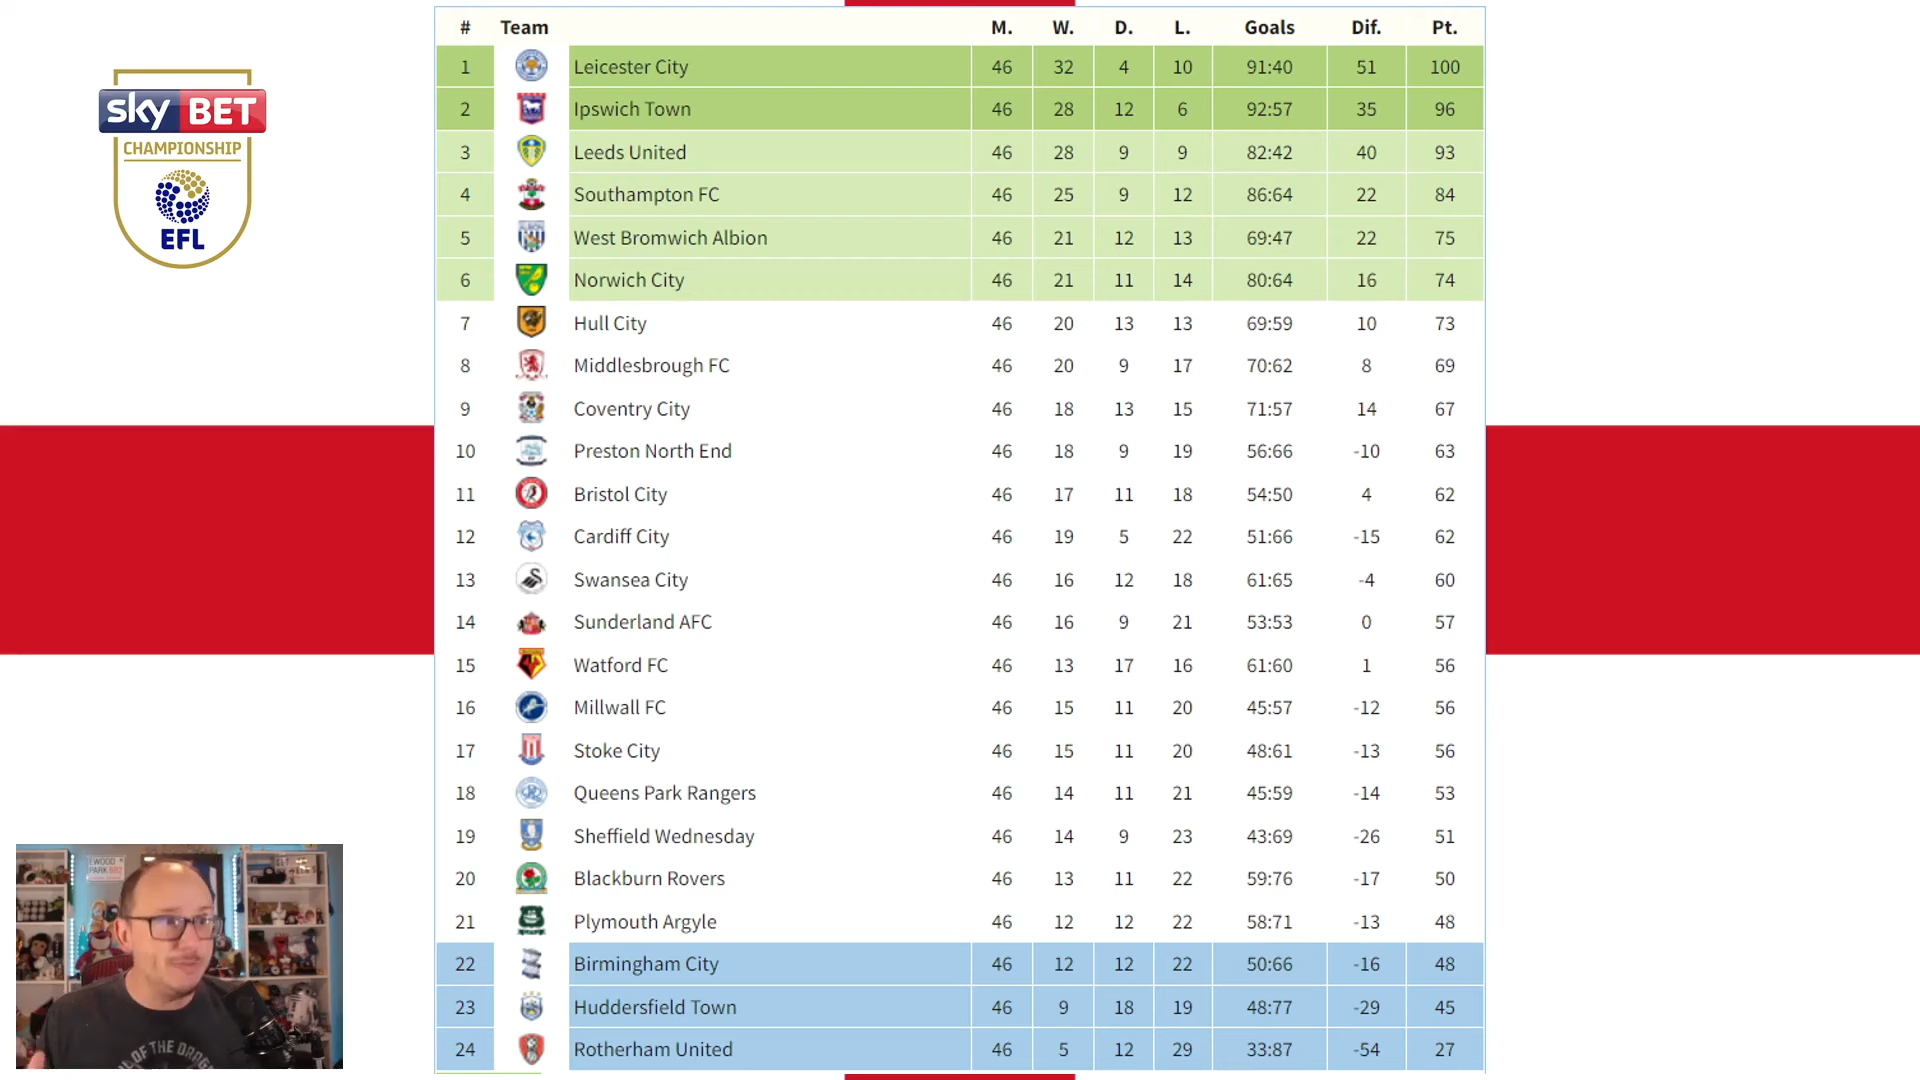 sky BET
CHAMPIONSHIP
EFL
# Team M. W. D. L. Goals Dif. Pt.
1 Leicester City 46 32 4 10 91:40 51 100
2 Ipswich Town 46 28 12 6 92:57 35 96
3 Leeds United 46 28 9 9 82:42 40 93
4 Southampton FC 46 25 9 12 86:64 22 84
5 West Bromwich Albion 46 21 12 13 69:47 22 75
6 Norwich City 46 21 11 14 80:64 16 74
7 Hull City 46 20 13 13 69:59 10 73
8 Middlesbrough FC 46 20 9 17 70:62 8 69
9 Coventry City 46 18 13 15 71:57 14 67
10 Preston North End 46 18 9 19 56:66 -10 63
11 Bristol City 46 17 11 18 54:50 4 62
12 Cardiff City 46 19 5 22 51:66 -15 62
13 Swansea City 46 16 12 18 61:65 -4 60
14 Sunderland AFC 46 16 9 21 53:53 0 57
15 Watford FC 46 13 17 16 61:60 1 56
16 Millwall FC 46 15 11 20 45:57 -12 56
17 Stoke City 46 15 11 20 48:61 -13 56
18 Queens Park Rangers 46 14 11 21 45:59 -14 53
19 Sheffield Wednesday 46 14 9 23 43:69 -26 51
20 Blackburn Rovers 46 13 11 22 59:76 -17 50
21 Plymouth Argyle 46 12 12 22 58:71 -13 48
22 Birmingham City 46 12 12 22 50:66 -16 48
23 Huddersfield Town 46 9 18 19 48:77 -29 45
24 Rotherham United 46 5 12 29 33:87 -54 27
EWOOD
PARK BB2
OF THE